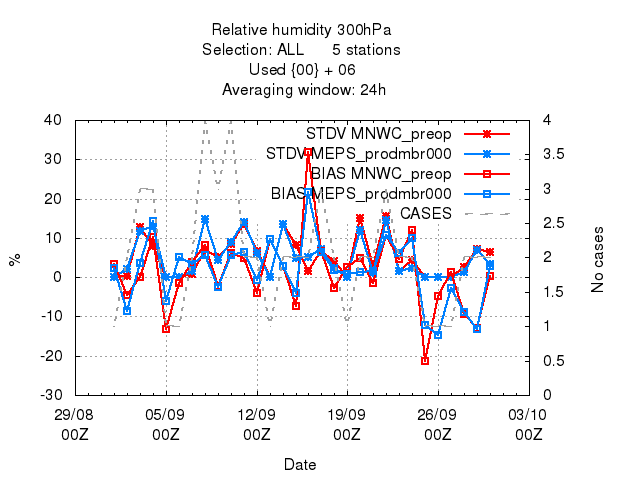 Relative humidity 300hPa
Selection: ALL 5 stations
Used {00} + 06
Averaging window: 24h
STDV MNWC_preop
STDV MEPS_prodmbr000
BIAS MNWC_preop
BIAS MEPS_prodmbr000
CASES
40
30
20
10
0
-10
-20
-30
%
4
3.5
3
2.5
2
1.5
1
0.5
0
No cases
29/08 05/09 12/09 19/09 26/09 03/10
00Z 00Z 00Z 00Z 00Z 00Z
Date